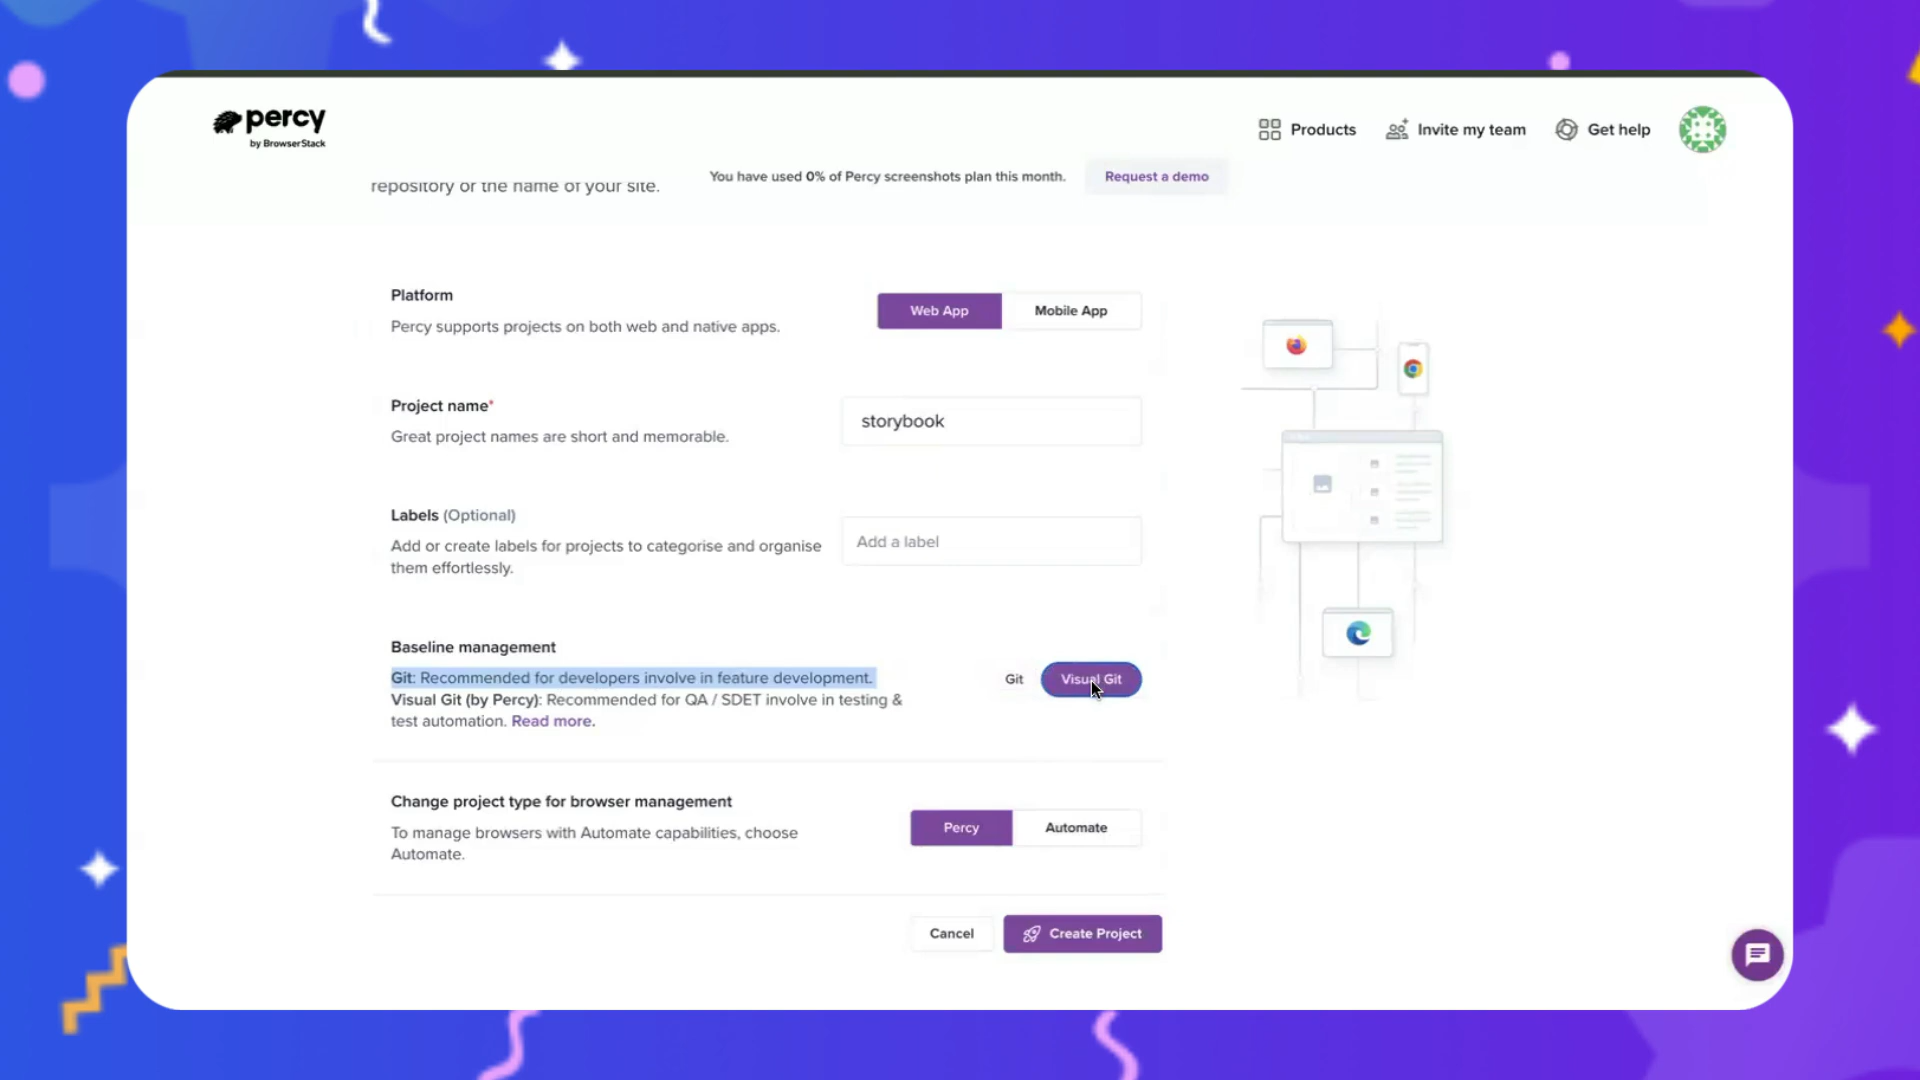 percy
by BrowserStack
Products
Invite my team
Get help
repository or the name of your site.
You have used 0% of Percy screenshots plan this month.
Request a demo
Platform
Percy supports projects on both web and native apps.
Web App
Mobile App
Project name*
Great project names are short and memorable.
storybook
Labels (Optional)
Add or create labels for projects to categorise and organise
them effortlessly.
Add a label
Baseline management
Git: Recommended for developers involve in feature development.
Visual Git (by Percy): Recommended for QA / SDET involve in testing &
test automation. Read more.
Git
Visual Git
Change project type for browser management
To manage browsers with Automate capabilities, choose
Automate.
Percy
Automate
Cancel
Create Project